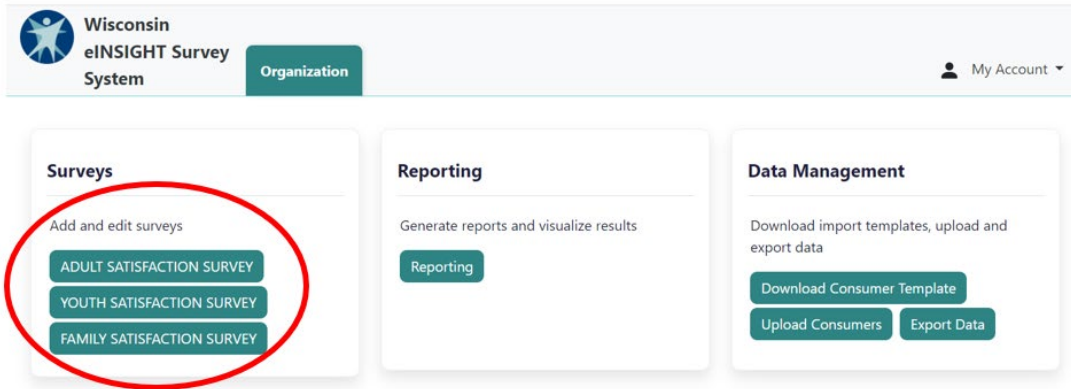 Wisconsin
eINSIGHT Survey
System
Organization
My Account
Surveys
Add and edit surveys
ADULT SATISFACTION SURVEY
YOUTH SATISFACTION SURVEY
FAMILY SATISFACTION SURVEY
Reporting
Generate reports and visualize results
Reporting
Data Management
Download import templates, upload and
export data
Download Consumer Template
Upload Consumers
Export Data